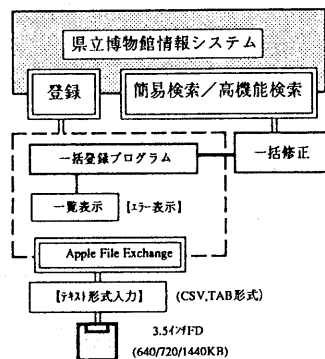 県立博物館情報システム
登録
簡易検索／高機能検索
一括登録プログラム
一括修正
一覧表示
【ｴﾗｰ表示】
Apple File Exchange
【ﾃｷｽﾄ形式入力】
(CSV,TAB形式)
3.5ｲﾝﾁFD
(640/720/1440KB)